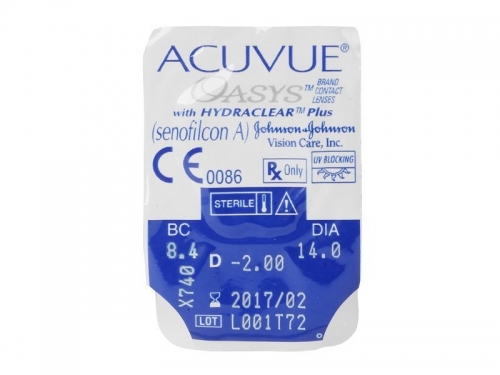 ACUVUE®
OASYS™ BRAND CONTACT LENSES
with HYDRACLEAR™ Plus
(senofilcon A) Johnson & Johnson
Vision Care, Inc.
CE 0086 Rx Only UV BLOCKING
STERILE
BC DIA
8.4 D -2.00 14.0
X740
2017/02
LOT L001T72